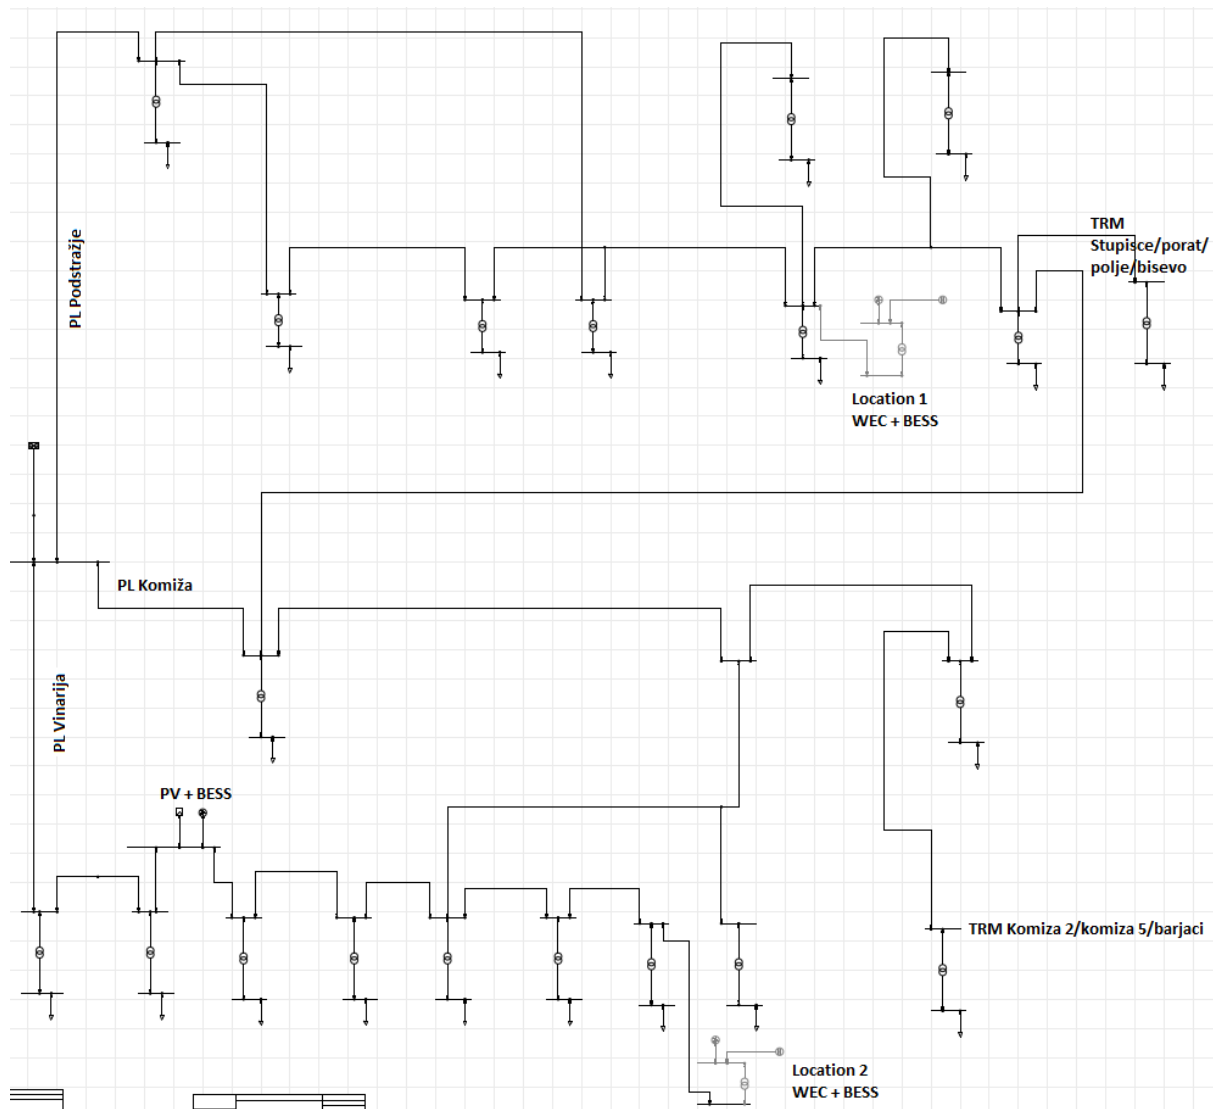 TRM
Stupisce/porat/
polje/bisevo
PL Podstražje
Location 1
WEC + BESS
PL Komiža
PL Vinarija
PV + BESS
TRM Komiza 2/komiza 5/barjaci
Location 2
WEC + BESS